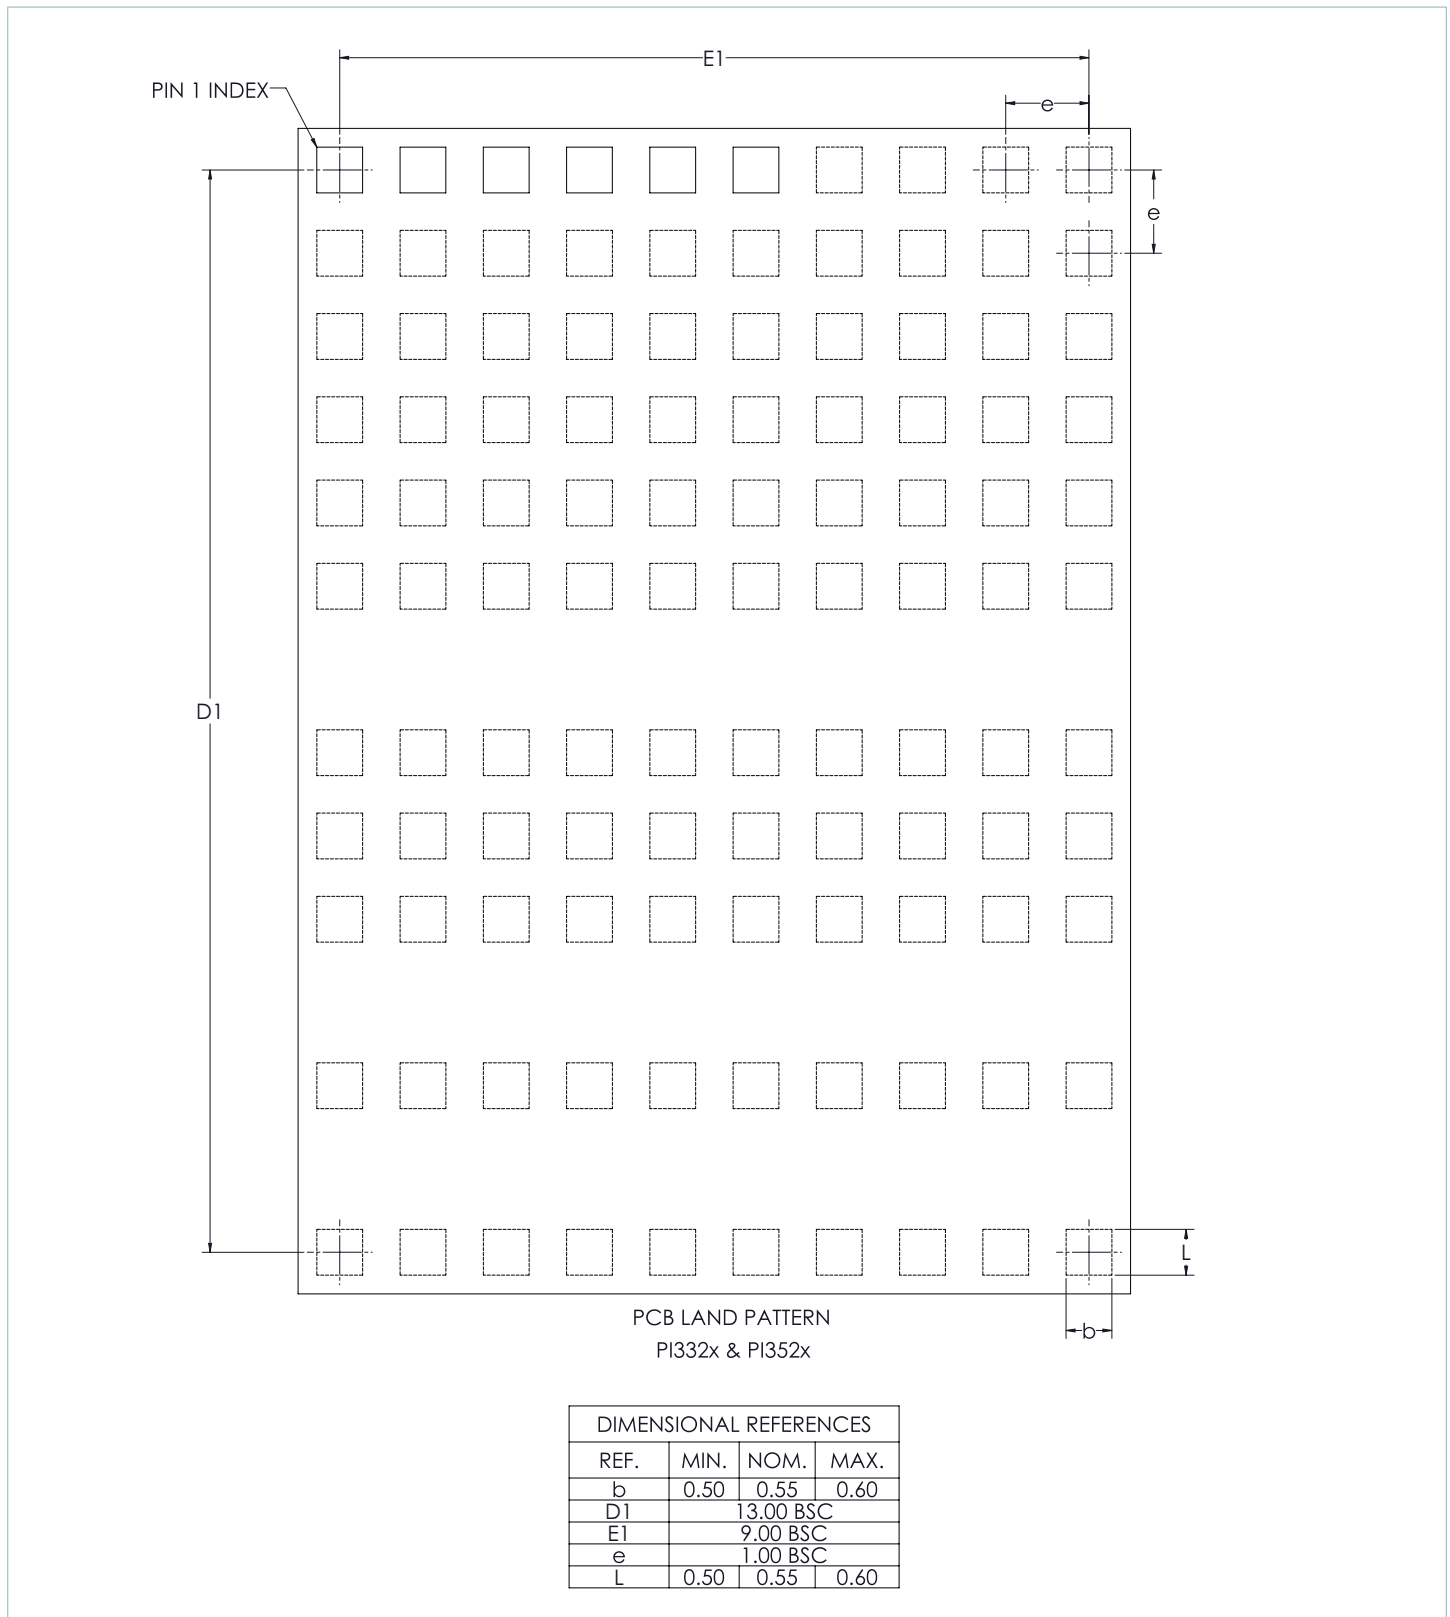 E1
PIN 1 INDEX
e
e
D1
L
b
PCB LAND PATTERN
PI332x & PI352x
DIMENSIONAL REFERENCES
REF. MIN. NOM. MAX.
b 0.50 0.55 0.60
D1 13.00 BSC
E1 9.00 BSC
e 1.00 BSC
L 0.50 0.55 0.60